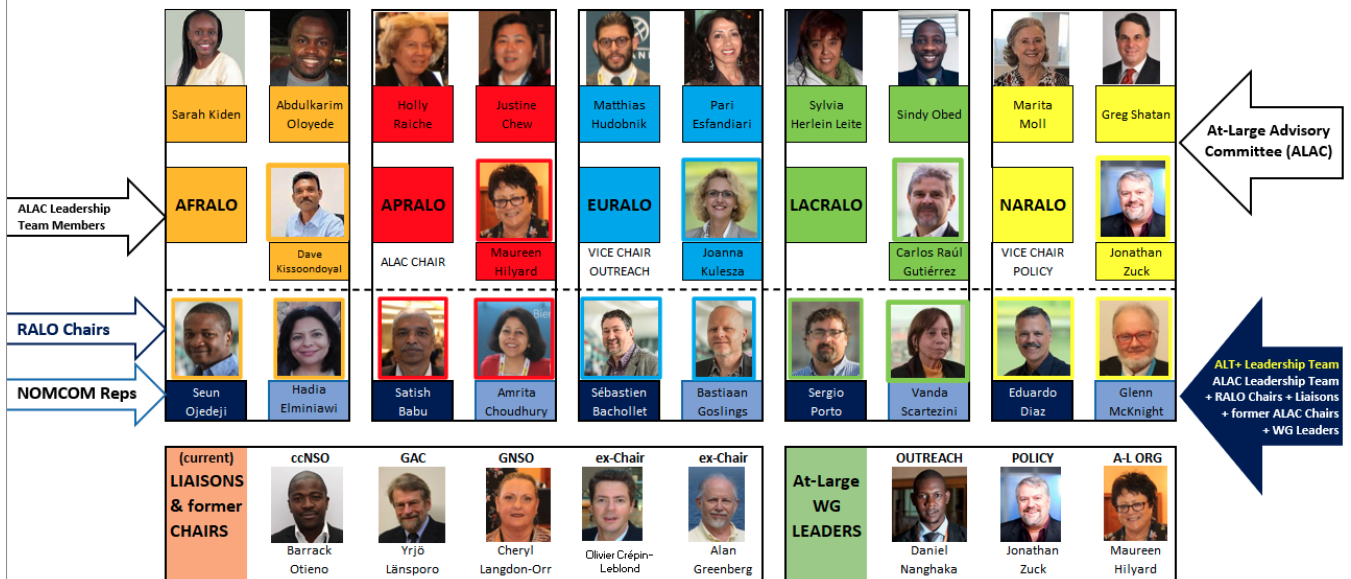 Sarah Kiden
Abdulkarim
Oloyede
Holly
Raiche
Justine
Chew
Matthias
Hudobnik
Pari
Esfandiari
Sylvia
Herlein Leite
Sindy Obed
Marita
Moll
Greg Shatan
At-Large Advisory
Committee (ALAC)
ALAC Leadership
Team Members
AFRALO
Dave
Kissoondoyal
APRALO
ALAC CHAIR
Maureen
Hilyard
EURALO
VICE CHAIR
OUTREACH
Joanna
Kulesza
LACRALO
Carlos Raúl
Gutiérrez
NARALO
VICE CHAIR
POLICY
Jonathan
Zuck
RALO Chairs
NOMCOM Reps
Seun
Ojedeji
Hadia
Elminiawi
Satish
Babu
Amrita
Choudhury
Sébastien
Bachollet
Bastiaan
Goslings
Sergio
Porto
Vanda
Scartezini
Eduardo
Diaz
Glenn
McKnight
ALT+ Leadership Team
ALAC Leadership Team
+ RALO Chairs + Liaisons
+ former ALAC Chairs
+ WG Leaders
(current)
LIAISONS
& former
CHAIRS
ccNSO
Barrack
Otieno
GAC
Yrjö
Länsporo
GNSO
Cheryl
Langdon-Orr
ex-Chair
Olivier Crépin-
Leblond
ex-Chair
Alan
Greenberg
At-Large
WG
LEADERS
OUTREACH
Daniel
Nanghaka
POLICY
Jonathan
Zuck
A-L ORG
Maureen
Hilyard